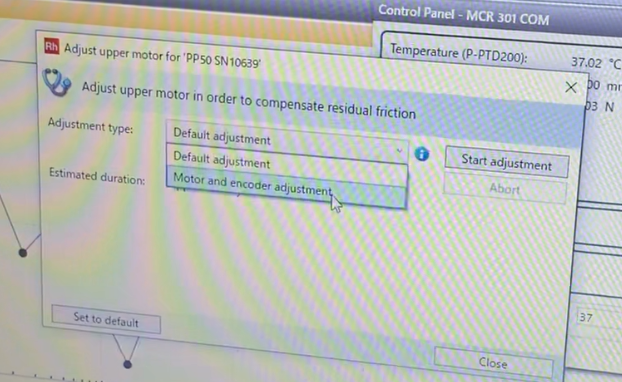 Control Panel - MCR 301 COM
Rh Adjust upper motor for 'PP50 SN10639'
Temperature (P-PTD200): 37.02 °C
Adjust upper motor in order to compensate residual friction
Adjustment type:
Default adjustment
Start adjustment
Default adjustment
Estimated duration:
Motor and encoder adjustment
Abort
37
Set to default
Close